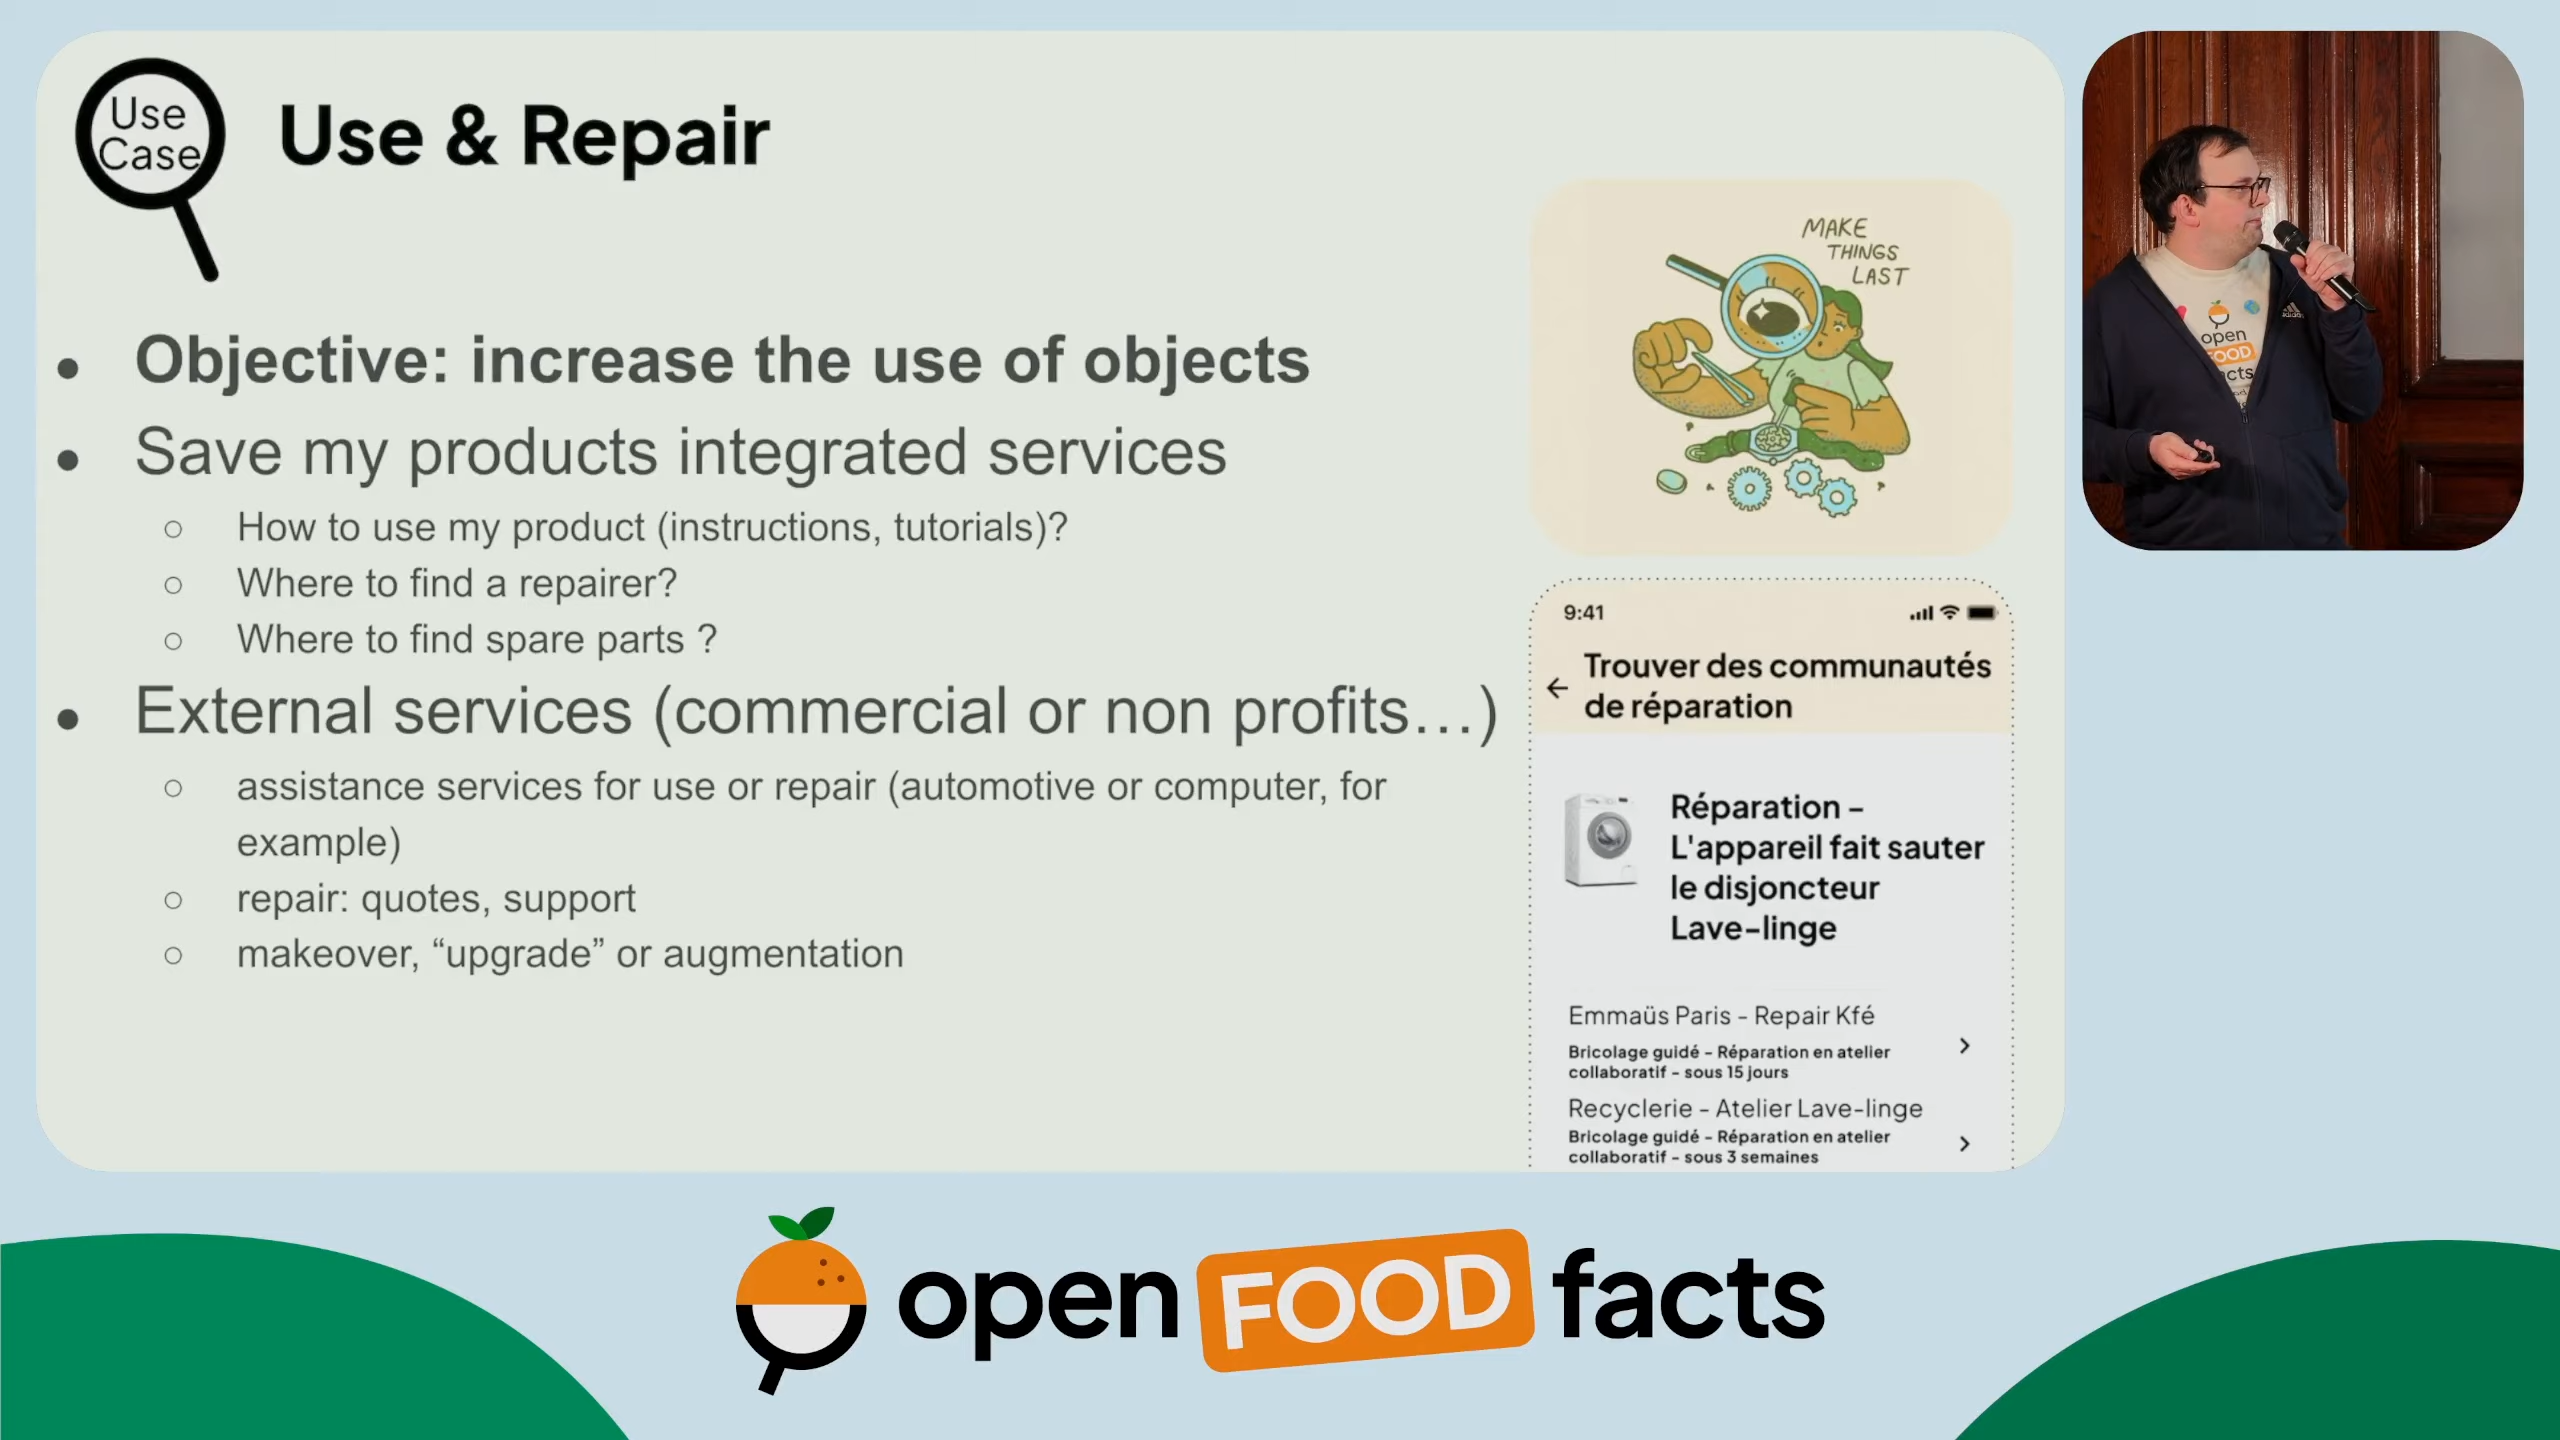 Use
Case
Use & Repair
• Objective: increase the use of objects
• Save my products integrated services
○ How to use my product (instructions, tutorials)?
○ Where to find a repairer?
○ Where to find spare parts ?
• External services (commercial or non profits…)
○ assistance services for use or repair (automotive or computer, for
example)
○ repair: quotes, support
○ makeover, “upgrade” or augmentation
MAKE
THINGS
LAST
9:41
← Trouver des communautés
de réparation
Réparation –
L'appareil fait sauter
le disjoncteur
Lave-linge
Emmaüs Paris - Repair Kfé
Bricolage guidé - Réparation en atelier
collaboratif - sous 15 jours
Recyclerie - Atelier Lave-linge
Bricolage guidé - Réparation en atelier
collaboratif - sous 3 semaines
open
FOOD
cts
adidas
open FOOD facts